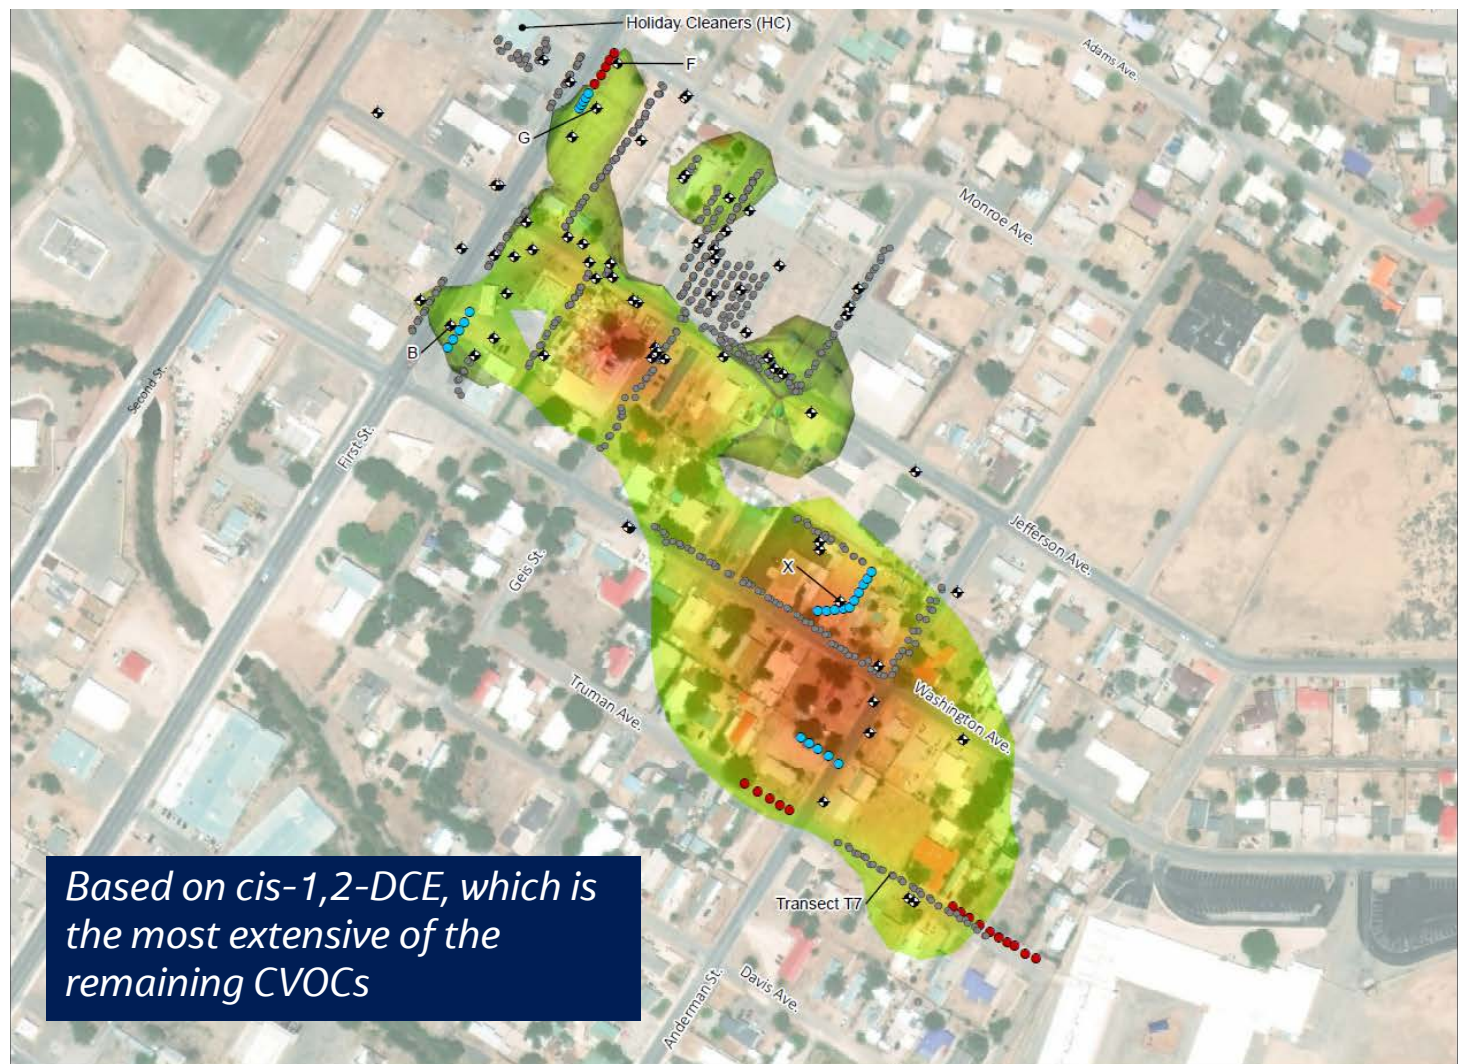 Holiday Cleaners (HC)
F
Adams Ave.
G
Monroe Ave.
B
Second St.
First St.
Jefferson Ave.
Geis St.
X
Truman Ave.
Washington Ave.
Transect T7
Davis Ave.
Anderman St.
Based on cis-1,2-DCE, which is
the most extensive of the
remaining CVOCs